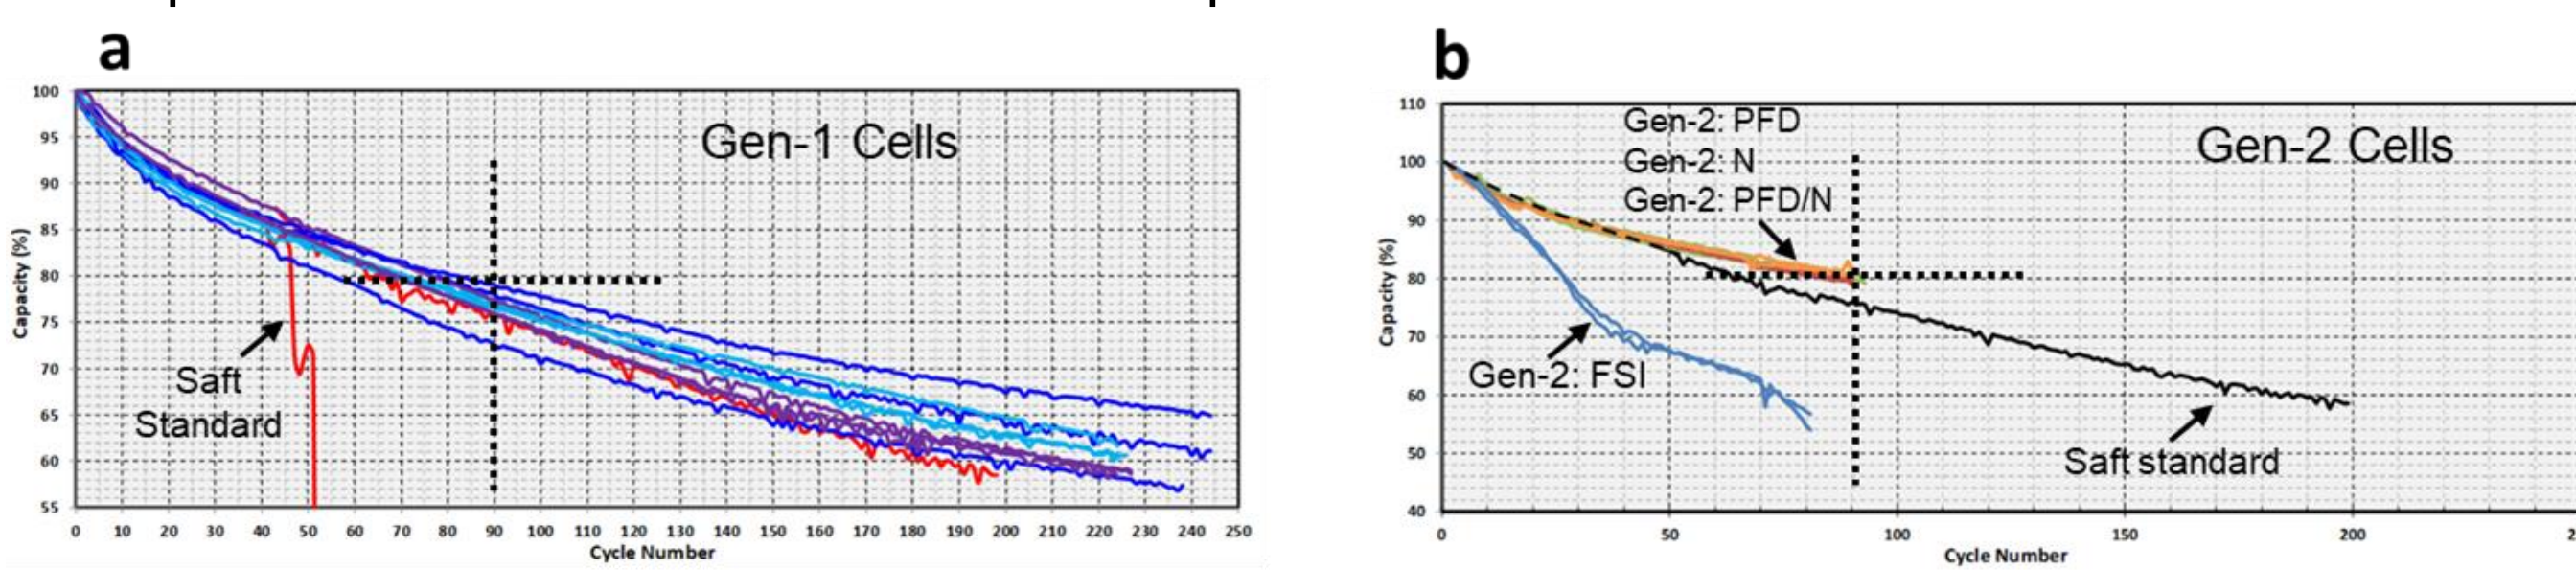 a
100
95
90
85
80
75
70
65
60
55
Capacity (%)
Gen-1 Cells
Saft
Standard
0 10 20 30 40 50 60 70 80 90 100 110 120 130 140 150 160 170 180 190 200 210 220 230 240 250
Cycle Number
b
110
100
90
80
70
60
50
40
Capacity (%)
Gen-2: PFD
Gen-2: N
Gen-2: PFD/N
Gen-2 Cells
Gen-2: FSI
Saft standard
0 50 100 150 200
Cycle Number